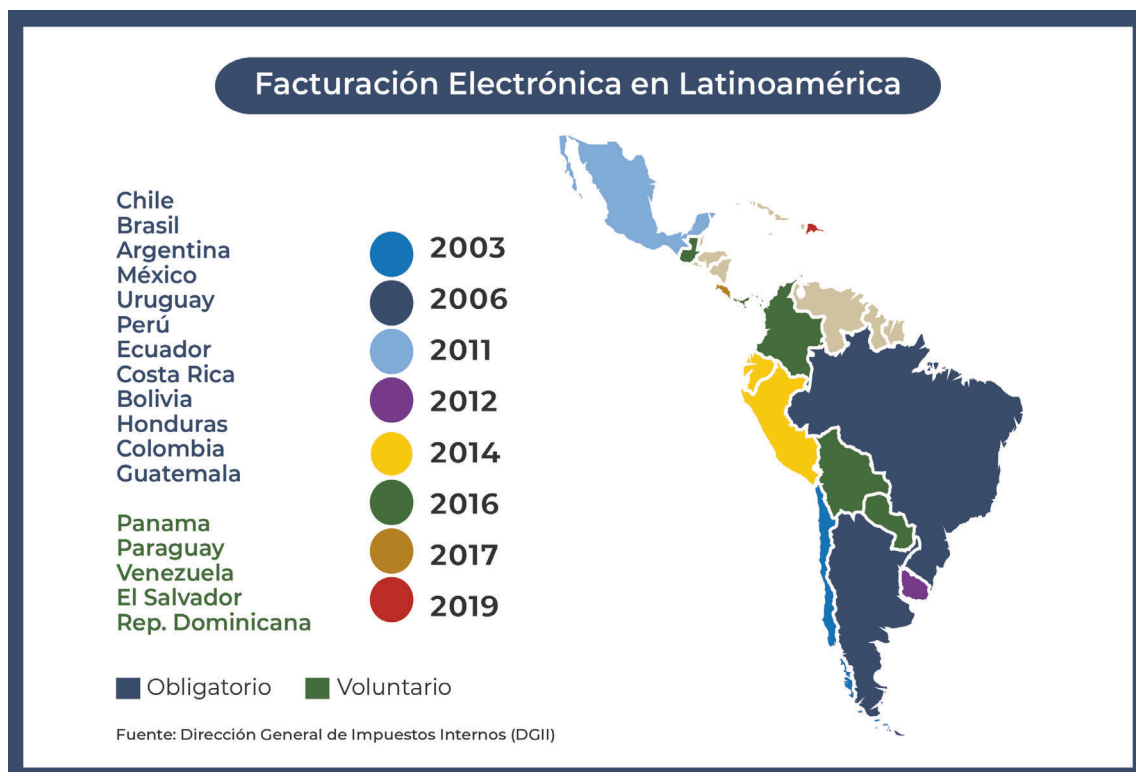 Facturación Electrónica en Latinoamérica
Chile
Brasil
Argentina
México
Uruguay
Perú
Ecuador
Costa Rica
Bolivia
Honduras
Colombia
Guatemala
Panama
Paraguay
Venezuela
El Salvador
Rep. Dominicana
2003
2006
2011
2012
2014
2016
2017
2019
Obligatorio
Voluntario
Fuente: Dirección General de Impuestos Internos (DGII)